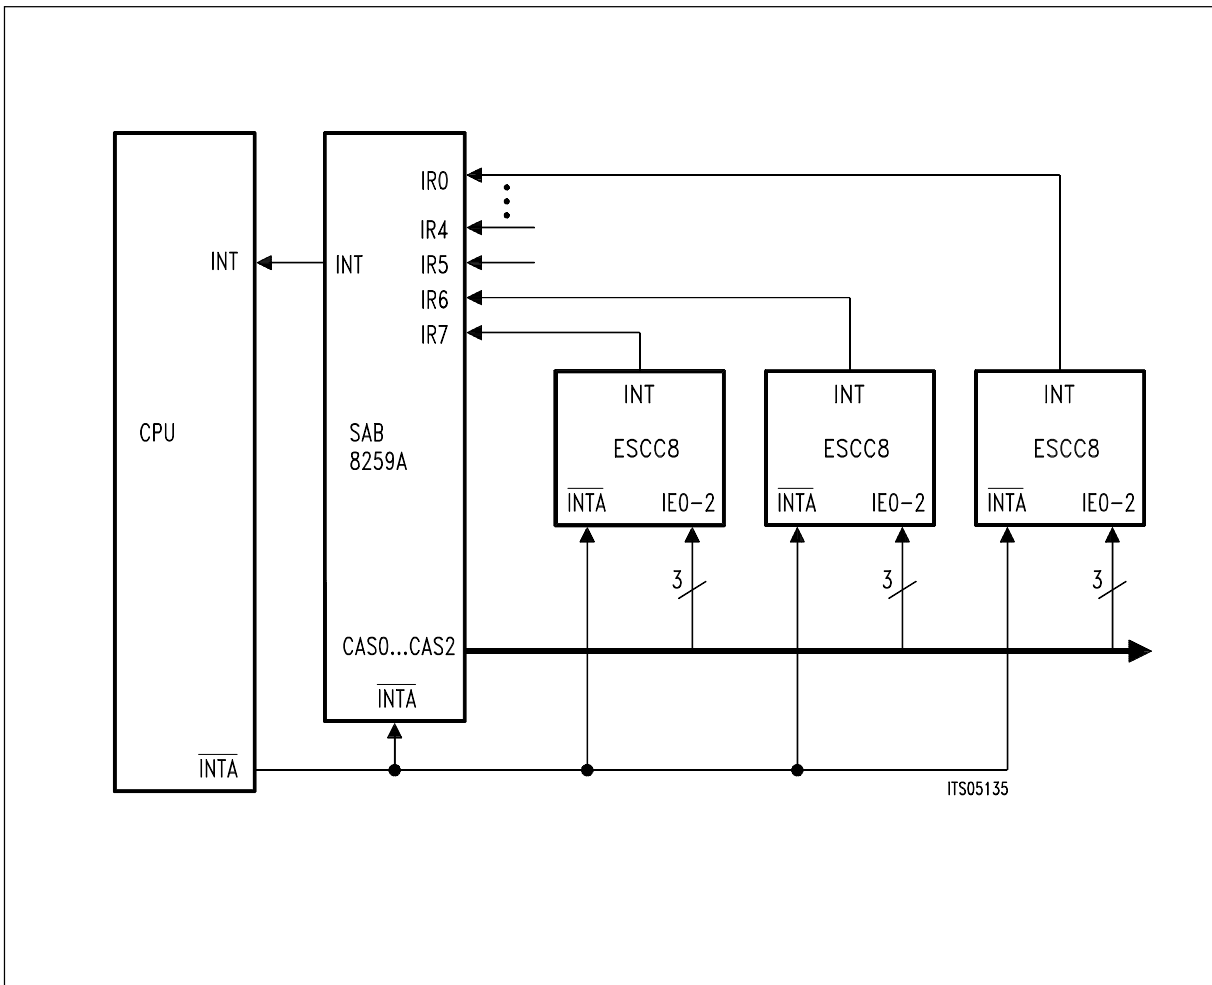 IR0
IR4
INT
INT
IR5
IR6
IR7
INT
INT
INT
CPU
SAB
8259A
ESCC8
ESCC8
ESCC8
INTA
IE0-2
INTA
IE0-2
INTA
IE0-2
3
3
3
CAS0...CAS2
INTA
INTA
ITS05135